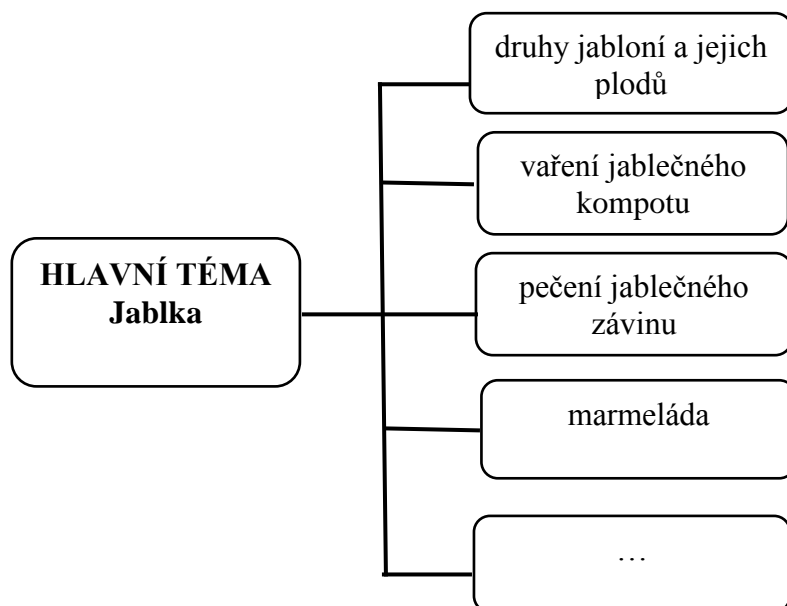 druhy jabloní a jejich
plodů
vaření jablečného
kompotu
HLAVNÍ TÉMA
Jablka
pečení jablečného
závinu
marmeláda
…